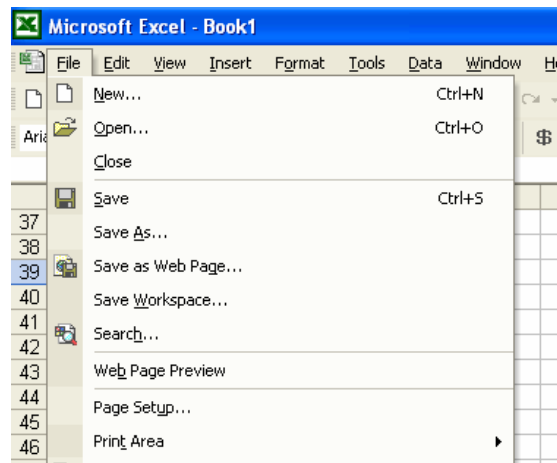 Microsoft Excel - Book1
File Edit View Insert Format Tools Data Window
New... Ctrl+N
Open... Ctrl+O
Close
Save Ctrl+S
Save As...
Save as Web Page...
Save Workspace...
Search...
Web Page Preview
Page Setup...
Print Area
Aria
$
37
38
39
40
41
42
43
44
45
46